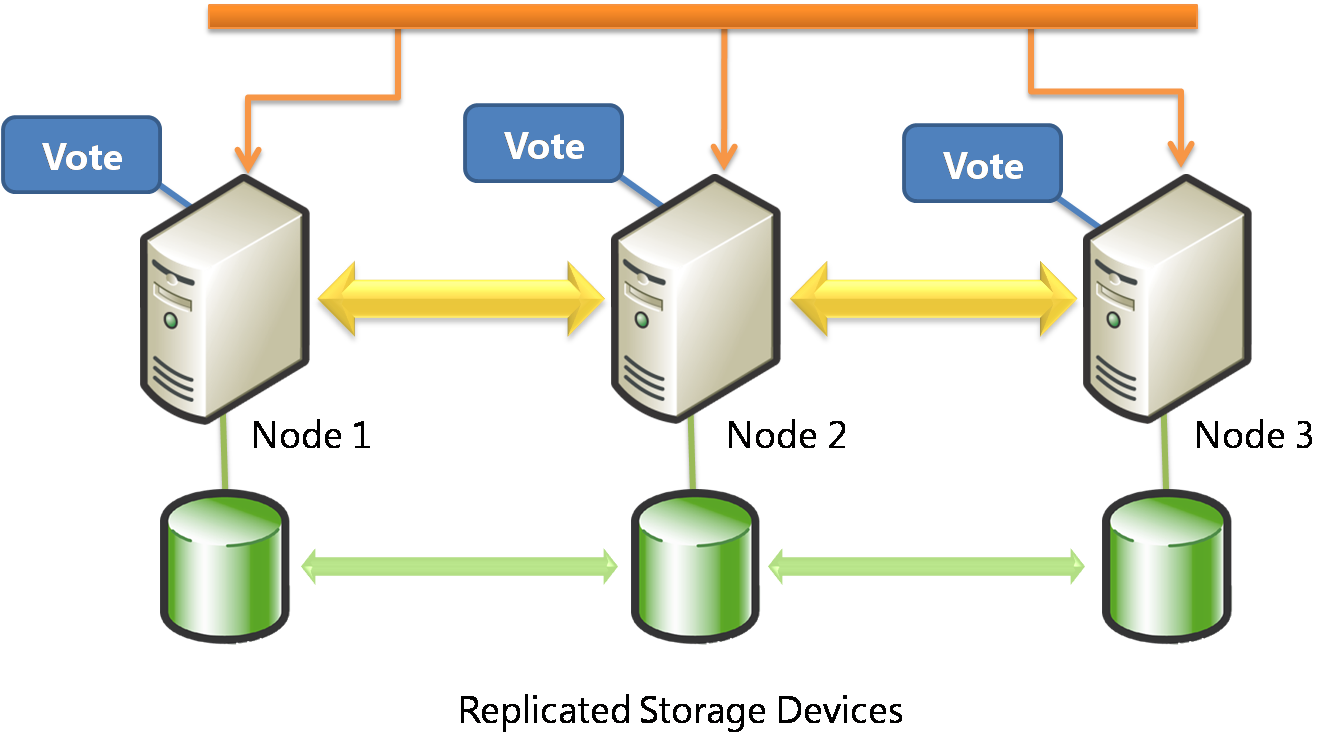 Vote
Vote
Vote
Node 1
Node 2
Node 3
Replicated Storage Devices